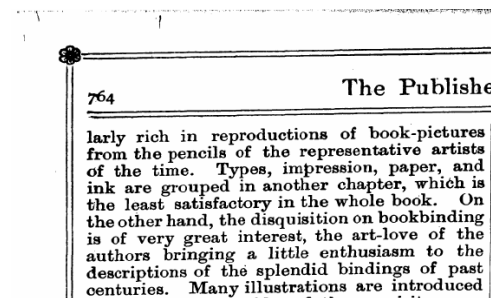 764
The Publishe
larly rich in reproductions of book-pictures
from the pencils of the representative artists
of the time. Types, impression, paper, and
ink are grouped in another chapter, which is
the least satisfactory in the whole book. On
the other hand, the disquisition on bookbinding
is of very great interest, the art-love of the
authors bringing a little enthusiasm to the
descriptions of the splendid bindings of past
centuries. Many illustrations are introduced